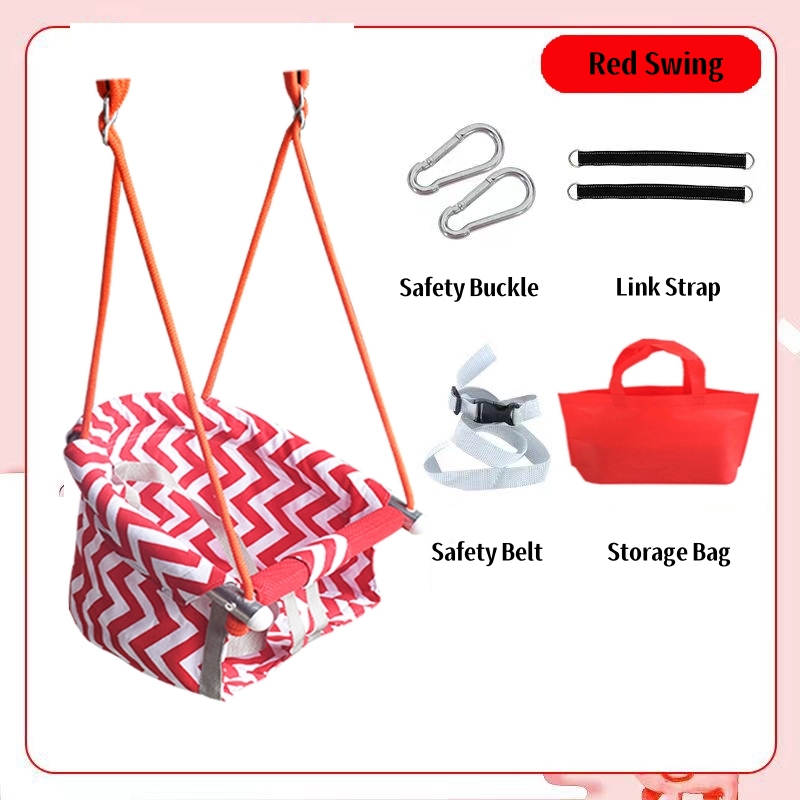 Red Swing
Safety Buckle
Link Strap
Safety Belt
Storage Bag